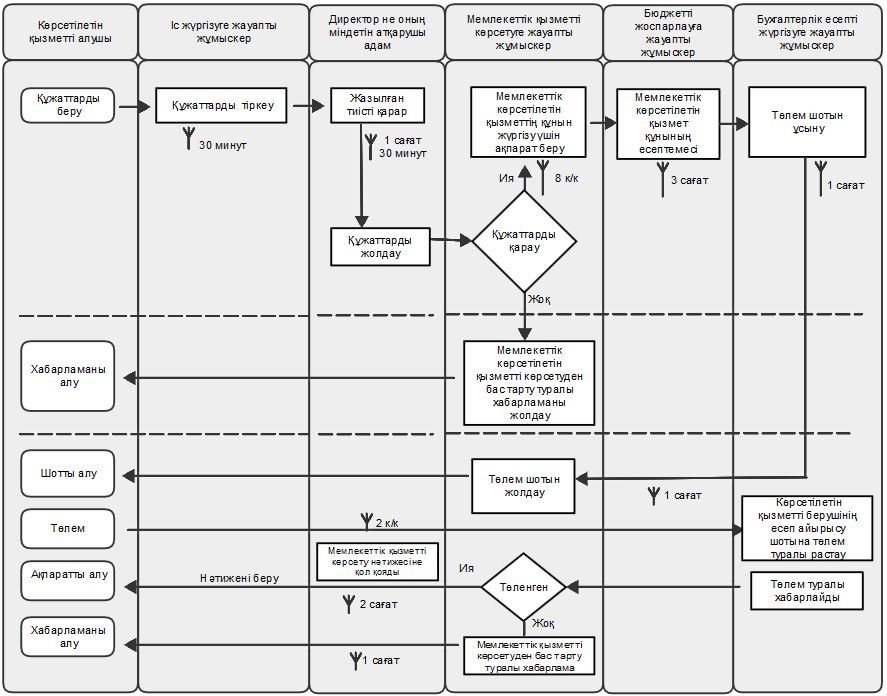 Көрсетілетін
қызметті алушы
Іс жүргізуге жауапты
жұмыскер
Директор не оның
міндетін атқарушы
адам
Мемлекеттік қызметті
көрсетуге жауапты
жұмыскер
Бюджетті
жоспарлауға
жауапты
жұмыскер
Бухгалтерлік есепті
жүргізуге жауапты
жұмыскер
Құжаттарды
беру
Құжаттарды тіркеу
30 минут
Жазылған
тиісті қарар
1 сағат
30 минут
Құжаттарды
жолдау
Мемлекеттік
көрсетілетін
қызметтің құнын
жүргізу үшін
ақпарат беру
Ия
8 к/к
Құжаттарды
қарау
Жоқ
Мемлекеттік
көрсетілетін
қызмет
құнының
есептемесі
3 сағат
Төлем шотын
ұсыну
1 сағат
Хабарламаны
алу
Мемлекеттік
көрсетілетін
қызметті көрсетуден
бас тарту туралы
хабарламаны
жолдау
Шотты алу
Төлем шотын
жолдау
1 сағат
Төлем
2 к/к
Көрсетілетін
қызметті берушінің
есеп айырысу
шотына төлем
туралы растау
Ақпаратты алу
Нәтижені беру
Мемлекеттік қызметті
көрсету нәтижесіне
қол қояды
2 сағат
Ия
Төленген
Жоқ
Төлем туралы
хабарлайды
Хабарламаны
алу
1 сағат
Мемлекеттік қызметті
көрсетуден бас тарту
туралы хабарлама